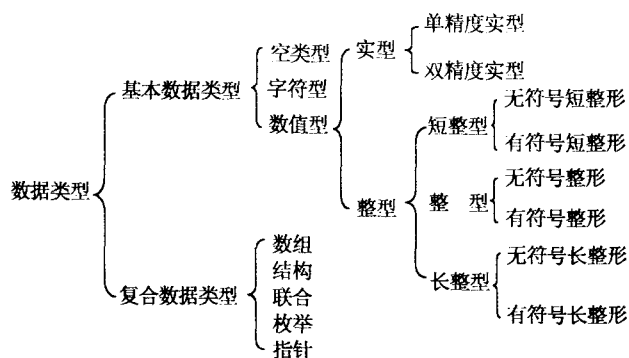 数据类型
基本数据类型
空类型
字符型
数值型
实型
单精度实型
双精度实型
整型
短整型
无符号短整形
有符号短整形
整 型
无符号整形
有符号整形
长整型
无符号长整形
有符号长整形
复合数据类型
数组
结构
联合
枚举
指针